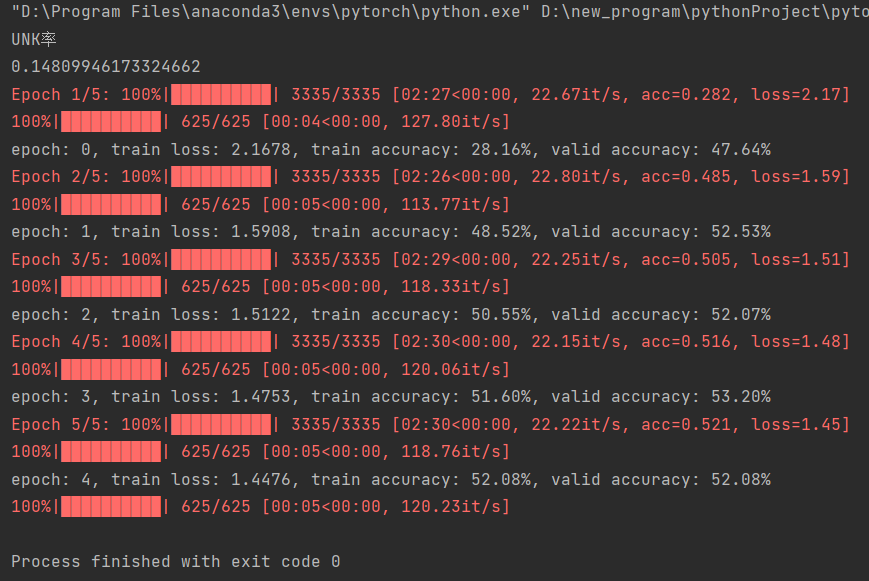 "D:\Program Files\anaconda3\envs\pytorch\python.exe" D:\new_program\pythonProject\pyto
UNK率
0.14809946173324662
Epoch 1/5: 100%|██████████| 3335/3335 [02:27<00:00, 22.67it/s, acc=0.282, loss=2.17]
100%|██████████| 625/625 [00:04<00:00, 127.80it/s]
epoch: 0, train loss: 2.1678, train accuracy: 28.16%, valid accuracy: 47.64%
Epoch 2/5: 100%|██████████| 3335/3335 [02:26<00:00, 22.80it/s, acc=0.485, loss=1.59]
100%|██████████| 625/625 [00:05<00:00, 113.77it/s]
epoch: 1, train loss: 1.5908, train accuracy: 48.52%, valid accuracy: 52.53%
Epoch 3/5: 100%|██████████| 3335/3335 [02:29<00:00, 22.25it/s, acc=0.505, loss=1.51]
100%|██████████| 625/625 [00:05<00:00, 118.33it/s]
epoch: 2, train loss: 1.5122, train accuracy: 50.55%, valid accuracy: 52.07%
Epoch 4/5: 100%|██████████| 3335/3335 [02:30<00:00, 22.15it/s, acc=0.516, loss=1.48]
100%|██████████| 625/625 [00:05<00:00, 120.06it/s]
epoch: 3, train loss: 1.4753, train accuracy: 51.60%, valid accuracy: 53.20%
Epoch 5/5: 100%|██████████| 3335/3335 [02:30<00:00, 22.22it/s, acc=0.521, loss=1.45]
100%|██████████| 625/625 [00:05<00:00, 118.76it/s]
epoch: 4, train loss: 1.4476, train accuracy: 52.08%, valid accuracy: 52.08%
100%|██████████| 625/625 [00:05<00:00, 120.23it/s]
Process finished with exit code 0